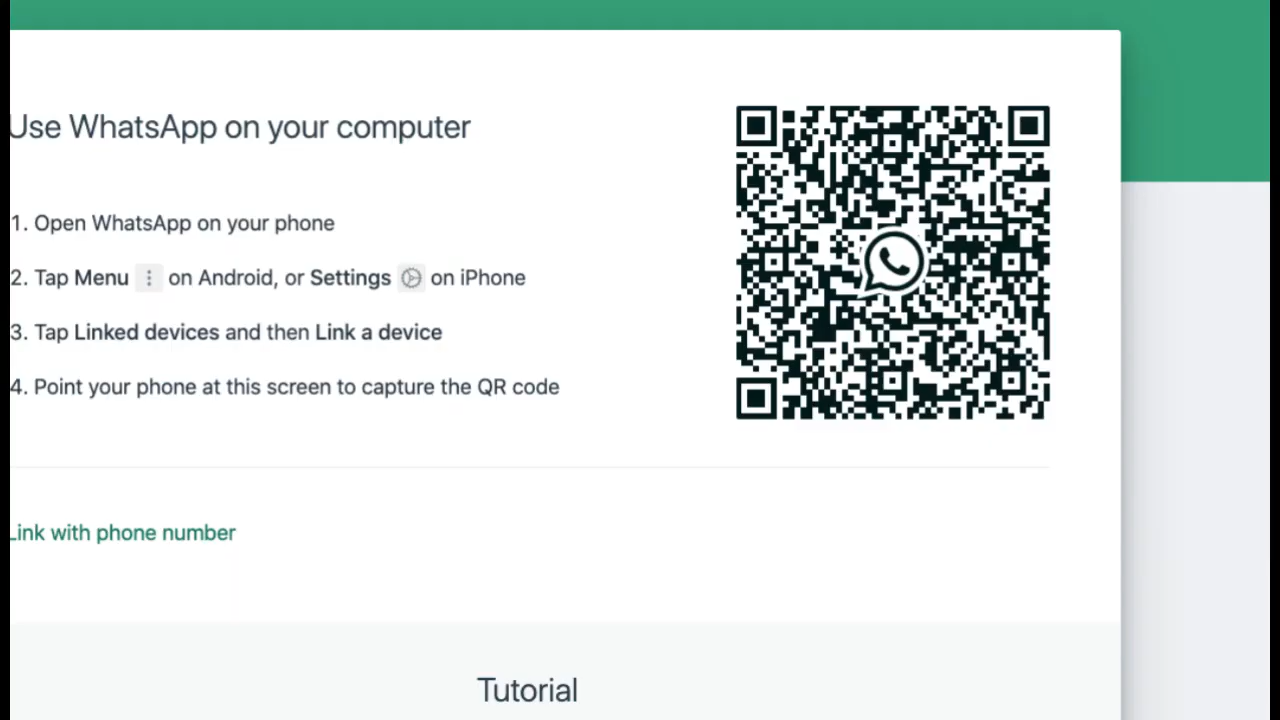 Use WhatsApp on your computer
1. Open WhatsApp on your phone
2. Tap Menu on Android, or Settings on iPhone
3. Tap Linked devices and then Link a device
4. Point your phone at this screen to capture the QR code
Link with phone number
Tutorial